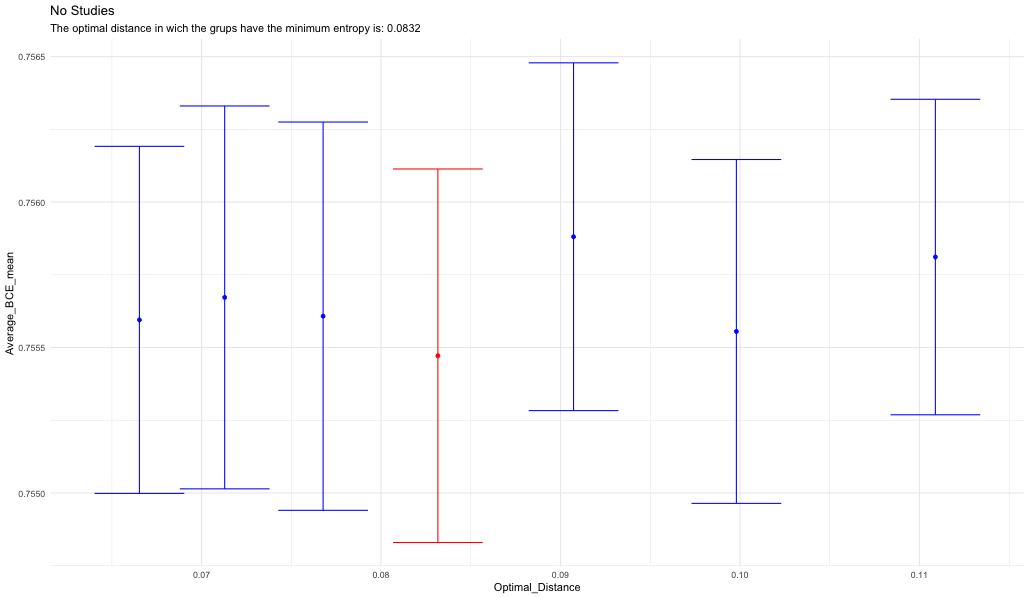 No Studies
The optimal distance in wich the grups have the minimum entropy is: 0.0832
0.7565
0.7560
0.7555
0.7550
Average_BCE_mean
0.07 0.08 0.09 0.10 0.11
Optimal_Distance